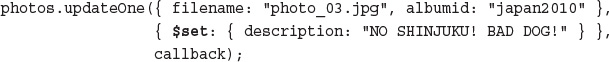 photos.updateOne({ filename: "photo_03.jpg", albumid: "japan2010" },
{ $set: { description: "NO SHINJUKU! BAD DOG!" } },
callback);